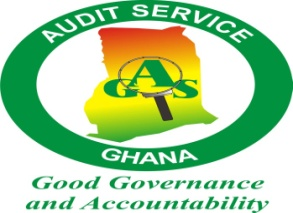 AUDIT SERVICE
GAS
GHANA
Good Governance
and Accountability